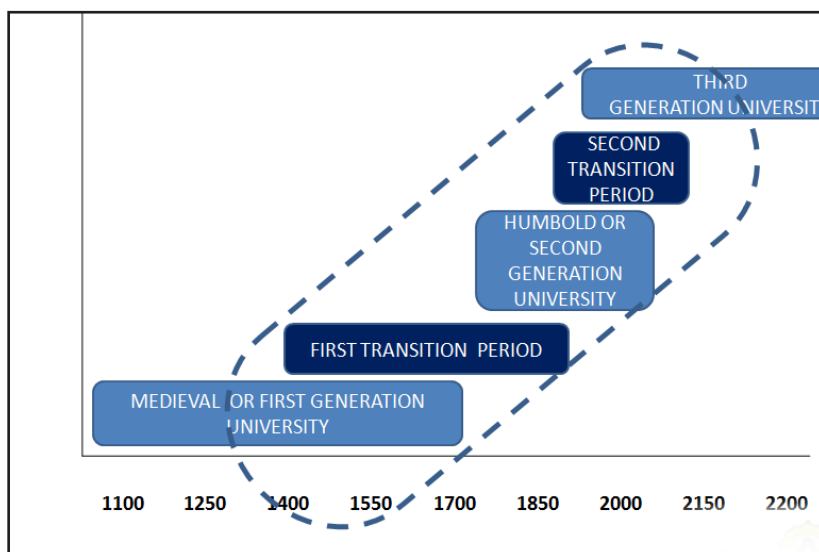 THIRD
GENERATION UNIVERSIT
SECOND
TRANSITION
PERIOD
HUMBOLD OR
SECOND
GENERATION
UNIVERSITY
FIRST TRANSITION PERIOD
MEDIEVAL OR FIRST GENERATION
UNIVERSITY
1100 1250 1400 1550 1700 1850 2000 2150 2200